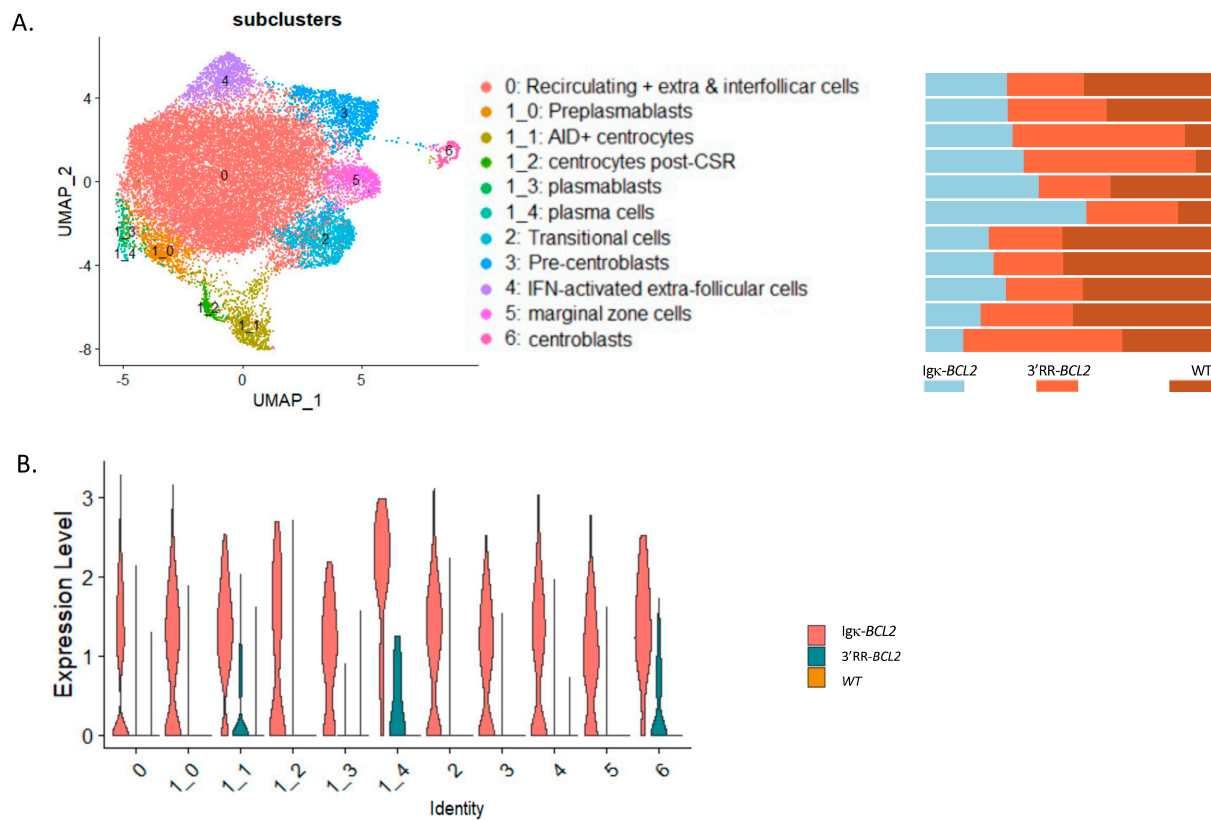 A.
subclusters
UMAP_2
4
0
-4
-8
4
3
6
0
5
2
1_3
1_0
1_4
1_2
1_1
-5
0
5
UMAP_1
0: Recirculating + extra & interfollicar cells
1_0: Preplasmablasts
1_1: AID+ centrocytes
1_2: centrocytes post-CSR
1_3: plasmablasts
1_4: plasma cells
2: Transitional cells
3: Pre-centroblasts
4: IFN-activated extra-follicular cells
5: marginal zone cells
6: centroblasts
Igκ-BCL2 3'RR-BCL2 WT
B.
Expression Level
3
2
1
0
0 1_0 1_1 1_2 1_3 1_4 2 3 4 5 6
Identity
Igκ-BCL2
3'RR-BCL2
WT